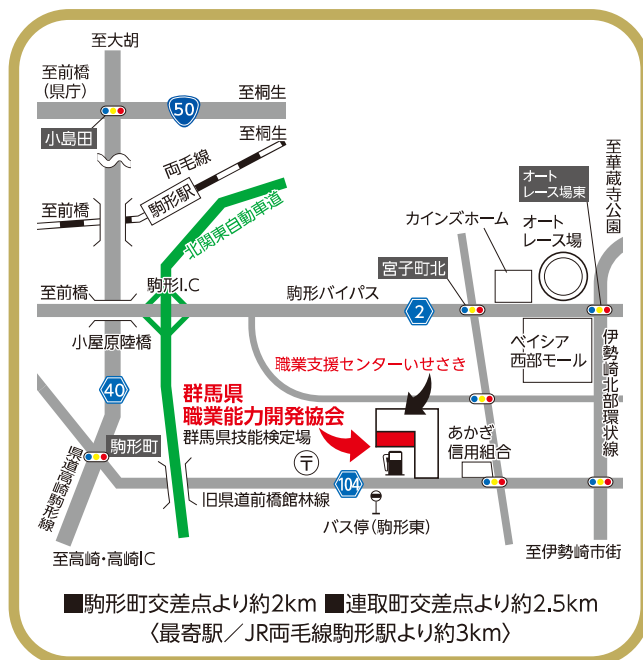 至大胡
至前橋
(県庁)
至桐生
50
小島田
至桐生
両毛線
駒形駅
至前橋
北関東自動車道
至華蔵寺公園
オート
レース場東
オート
レース場
カインズホーム
宮子町北
駒形I.C
至前橋
駒形バイパス
2
小屋原陸橋
ベイシア
西部モール
伊勢崎北部環状線
職業支援センターいせさき
40
群馬県
職業能力開発協会
群馬県技能検定場
駒形町
あかぎ
信用組合
〒
104
県道高崎駒形線
旧県道前橋館林線
バス停(駒形東)
至高崎・高崎IC
至伊勢崎市街
■駒形町交差点より約2km ■連取町交差点より約2.5km
〈最寄駅/JR両毛線駒形駅より約3km〉